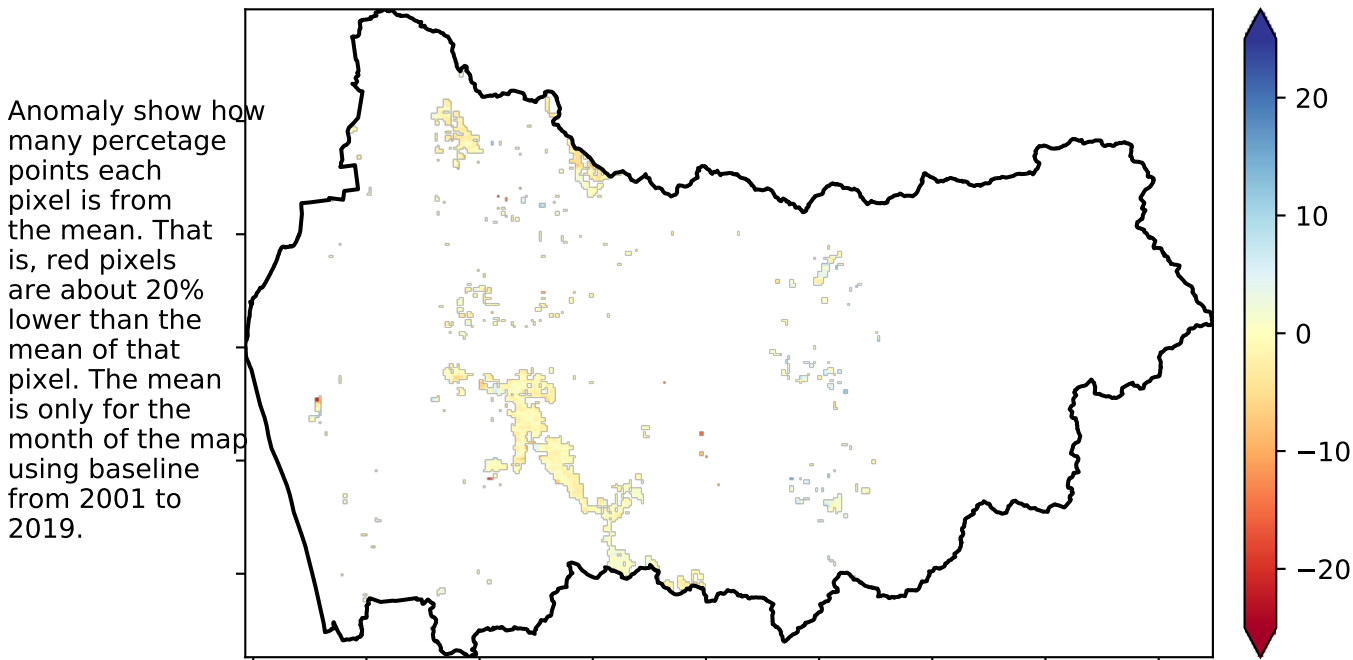 Anomaly show how
many percetage
points each
pixel is from
the mean. That
is, red pixels
are about 20%
lower than the
mean of that
pixel. The mean
is only for the
month of the map
using baseline
from 2001 to
2019.
20
10
0
−10
−20